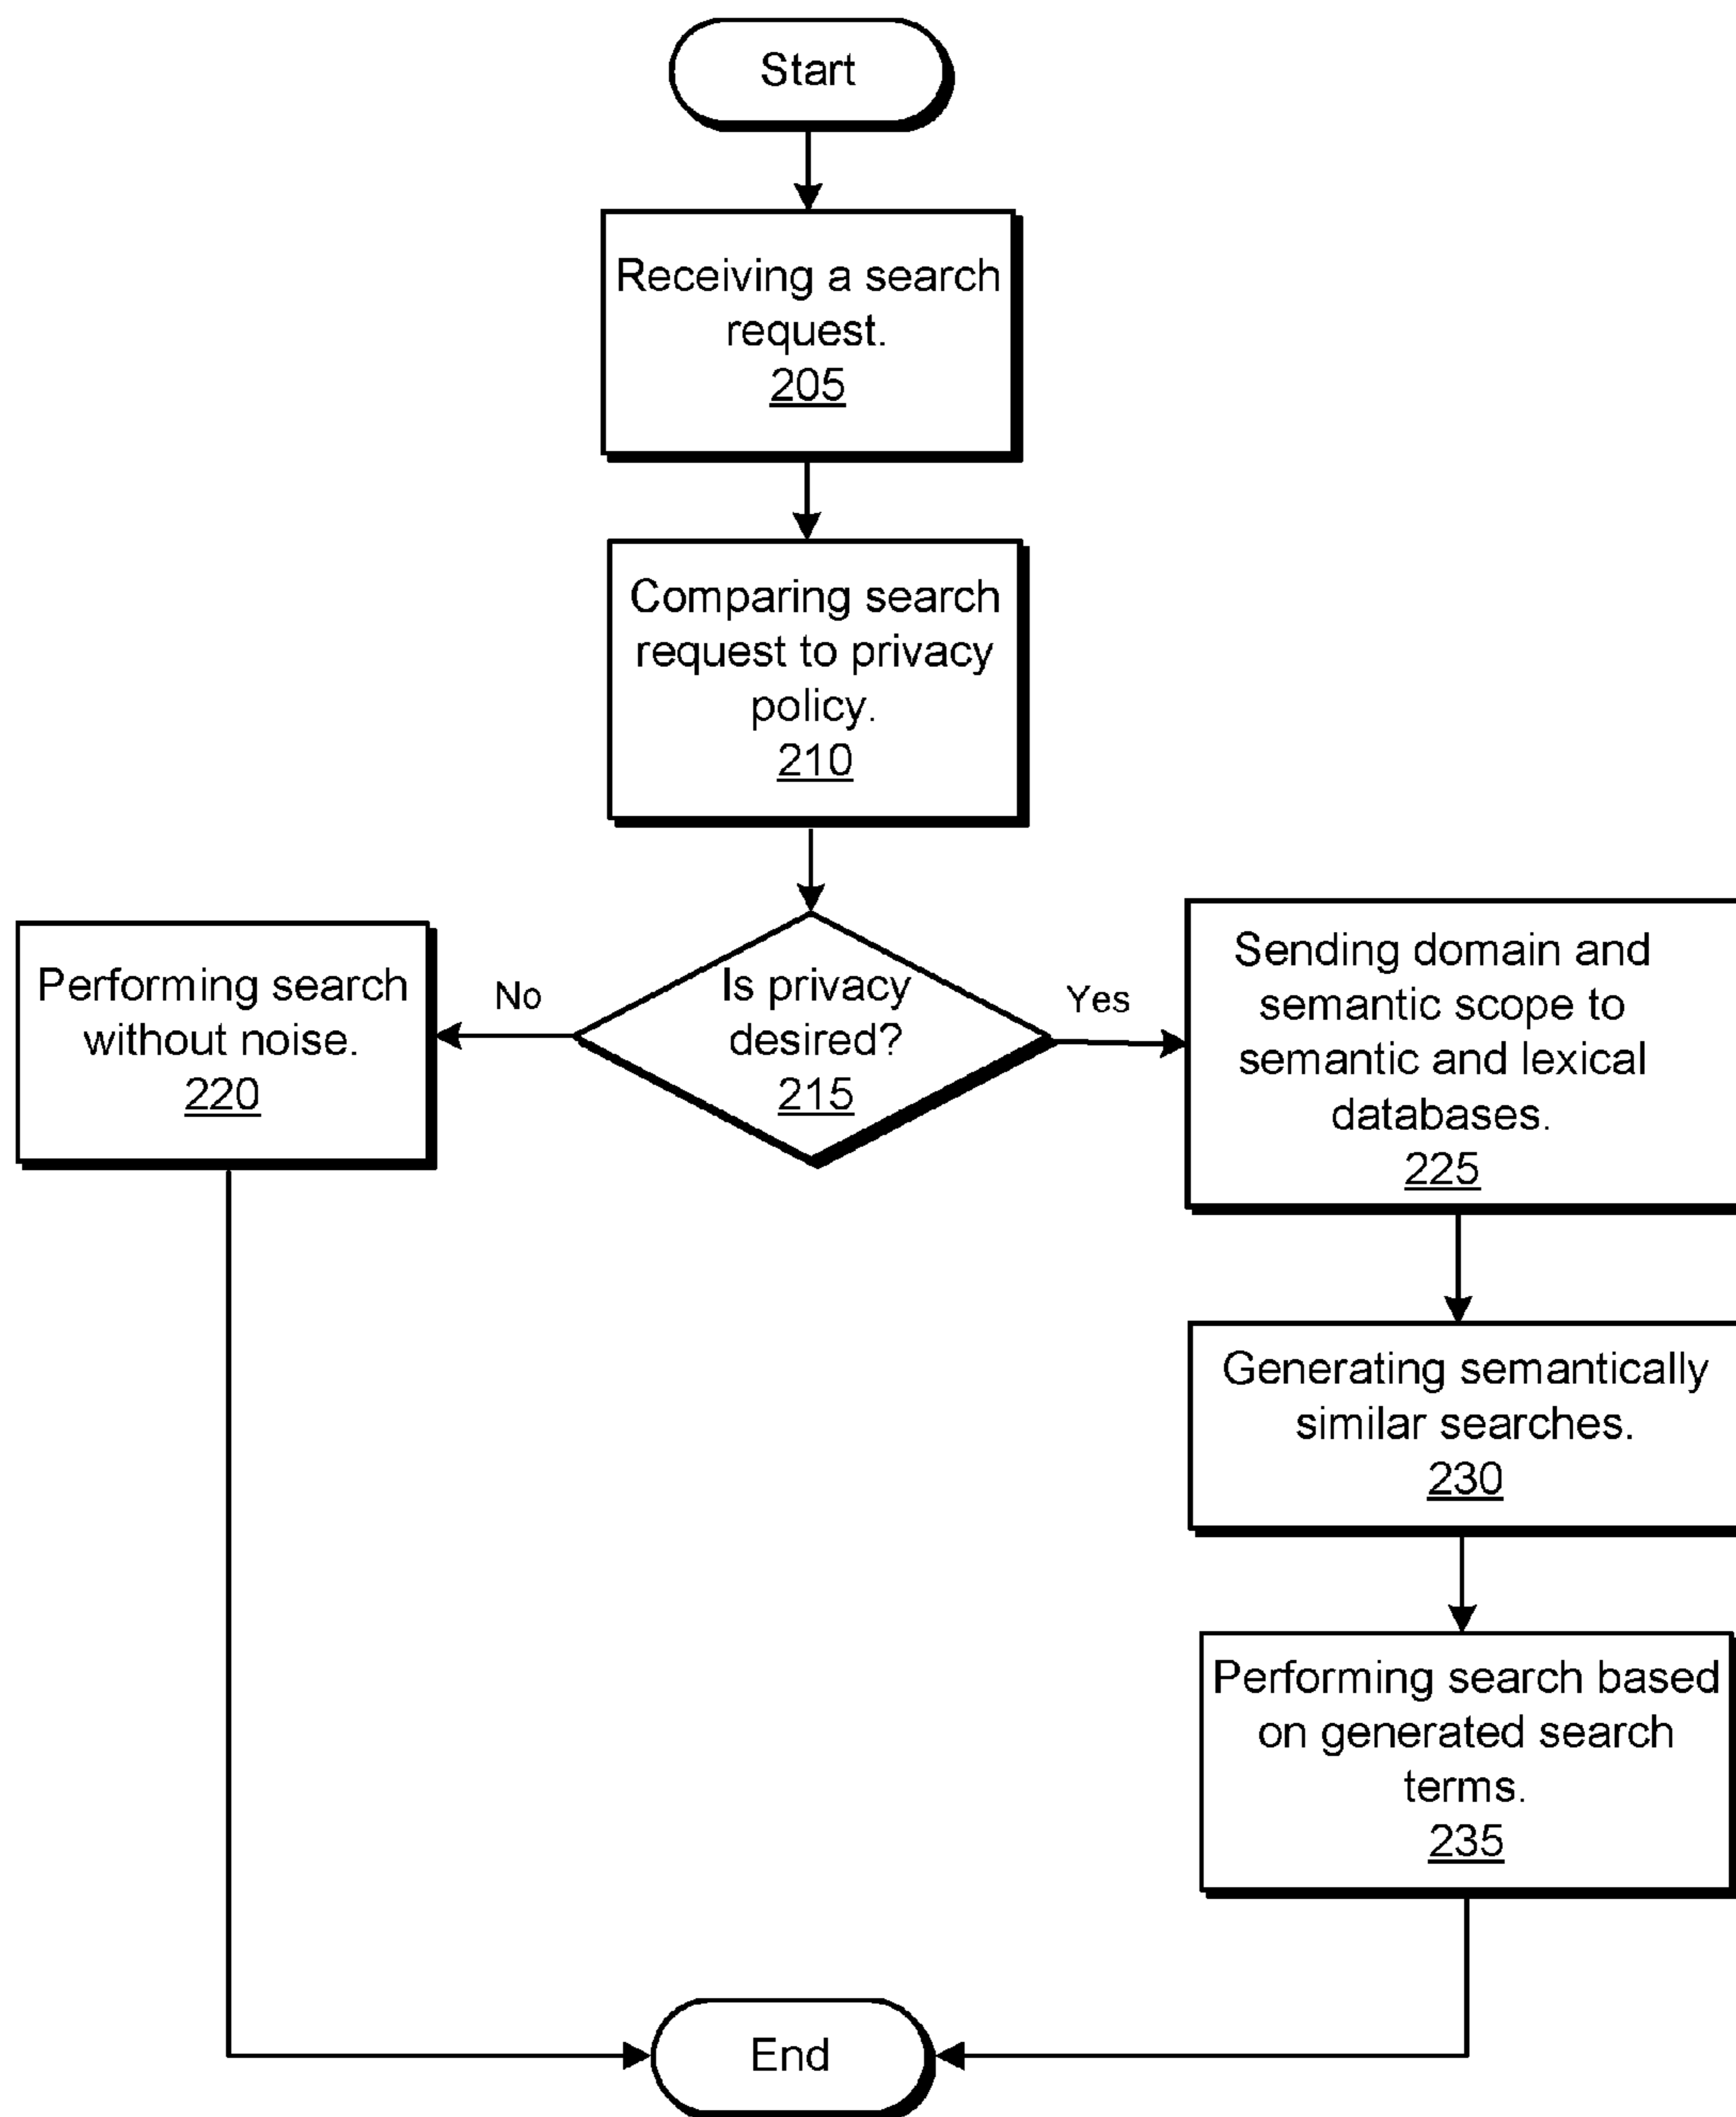 Start
Receiving a search
request.
205
Comparing search
request to privacy
policy.
210
Is privacy
desired?
215
No
Yes
Performing search
without noise.
220
Sending domain and
semantic scope to
semantic and lexical
databases.
225
Generating semantically
similar searches.
230
Performing search based
on generated search
terms.
235
End